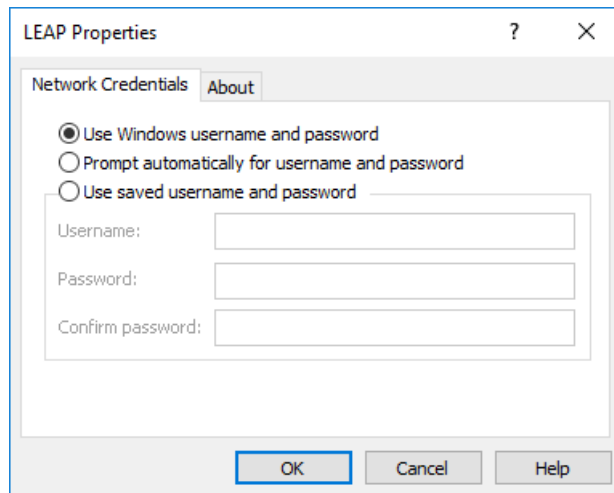 LEAP Properties ?
Network Credentials About
Use Windows username and password
Prompt automatically for username and password
Use saved username and password
Username:
Password:
Confirm password:
OK Cancel Help